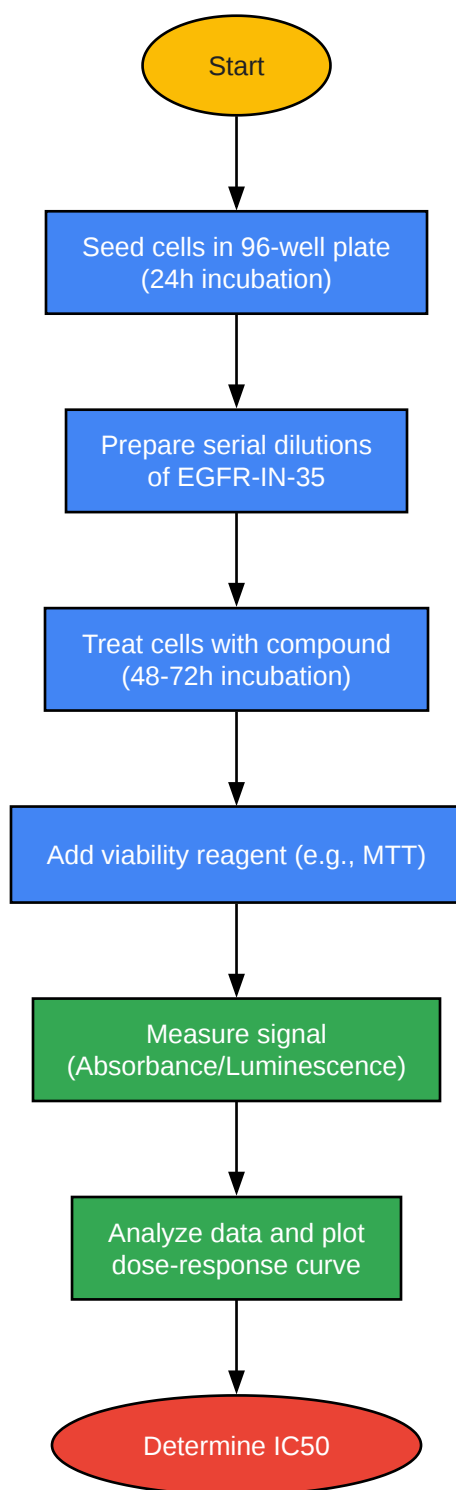 Start
Seed cells in 96-well plate
(24h incubation)
Prepare serial dilutions
of EGFR-IN-35
Treat cells with compound
(48-72h incubation)
Add viability reagent (e.g., MTT)
Measure signal
(Absorbance/Luminescence)
Analyze data and plot
dose-response curve
Determine IC50